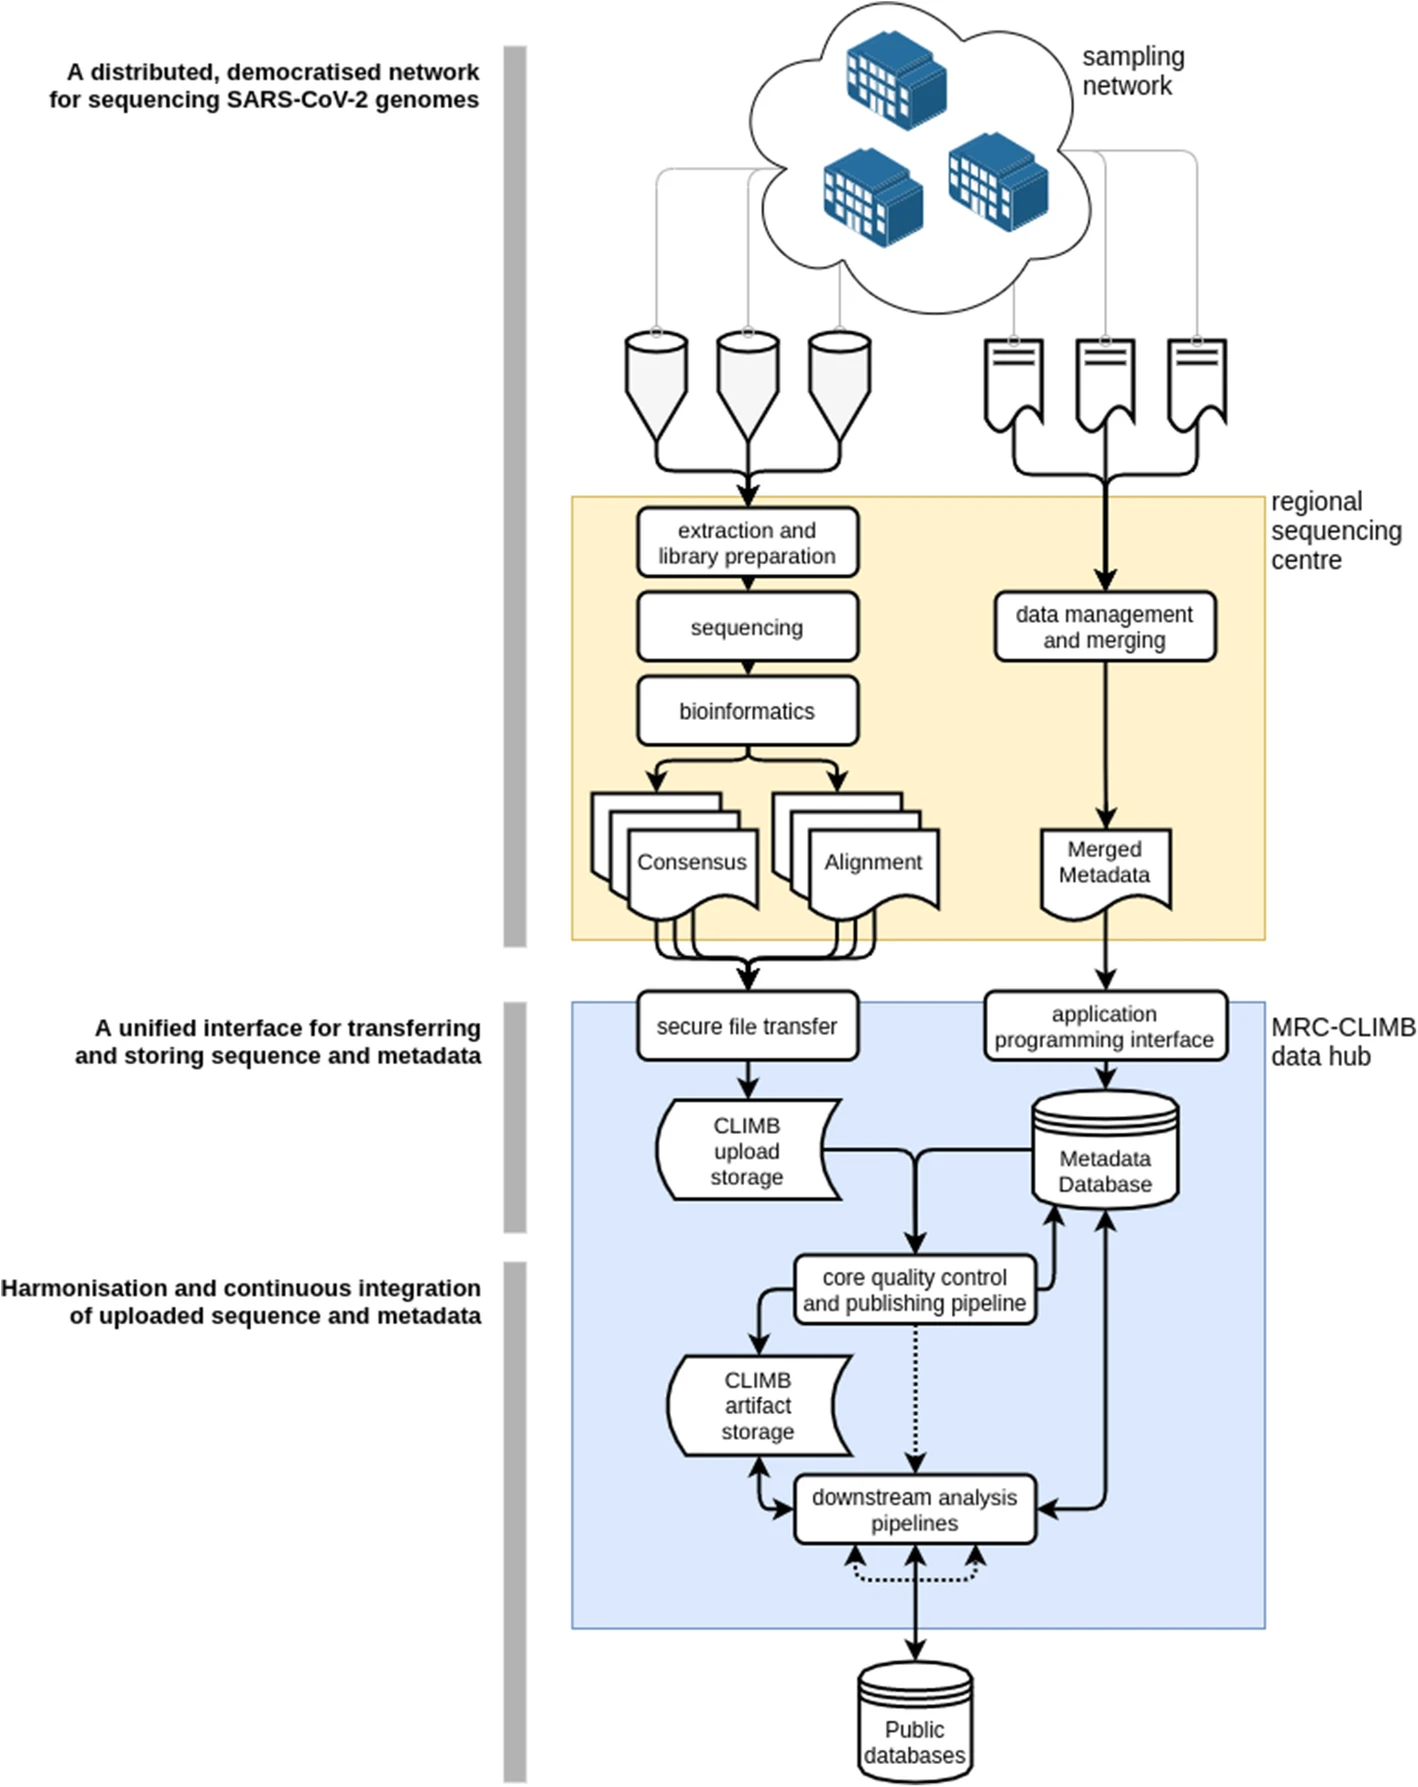 A distributed, democratised network
for sequencing SARS-CoV-2 genomes
sampling
network
regional
sequencing
centre
extraction and
library preparation
sequencing
bioinformatics
data management
and merging
Consensus
Alignment
Merged
Metadata
A unified interface for transferring
and storing sequence and metadata
secure file transfer
application
programming interface
MRC-CLIMB
data hub
CLIMB
upload
storage
Metadata
Database
Harmonisation and continuous integration
of uploaded sequence and metadata
core quality control
and publishing pipeline
CLIMB
artifact
storage
downstream analysis
pipelines
Public
databases